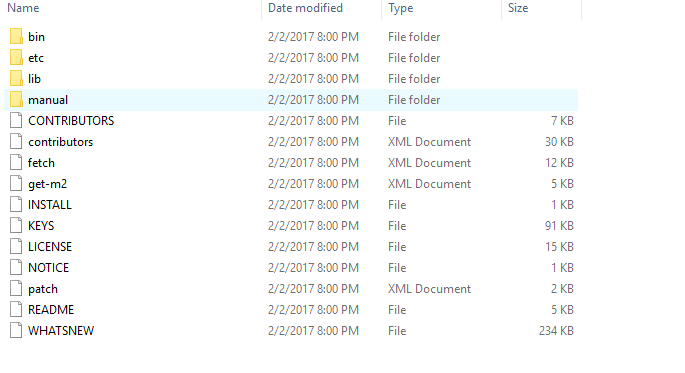 Name Date modified Type Size
bin 2/2/2017 8:00 PM File folder
etc 2/2/2017 8:00 PM File folder
lib 2/2/2017 8:00 PM File folder
manual 2/2/2017 8:00 PM File folder
CONTRIBUTORS 2/2/2017 8:00 PM File 7 KB
contributors 2/2/2017 8:00 PM XML Document 30 KB
fetch 2/2/2017 8:00 PM XML Document 12 KB
get-m2 2/2/2017 8:00 PM XML Document 5 KB
INSTALL 2/2/2017 8:00 PM File 1 KB
KEYS 2/2/2017 8:00 PM File 91 KB
LICENSE 2/2/2017 8:00 PM File 15 KB
NOTICE 2/2/2017 8:00 PM File 1 KB
patch 2/2/2017 8:00 PM XML Document 2 KB
README 2/2/2017 8:00 PM File 5 KB
WHATSNEW 2/2/2017 8:00 PM File 234 KB